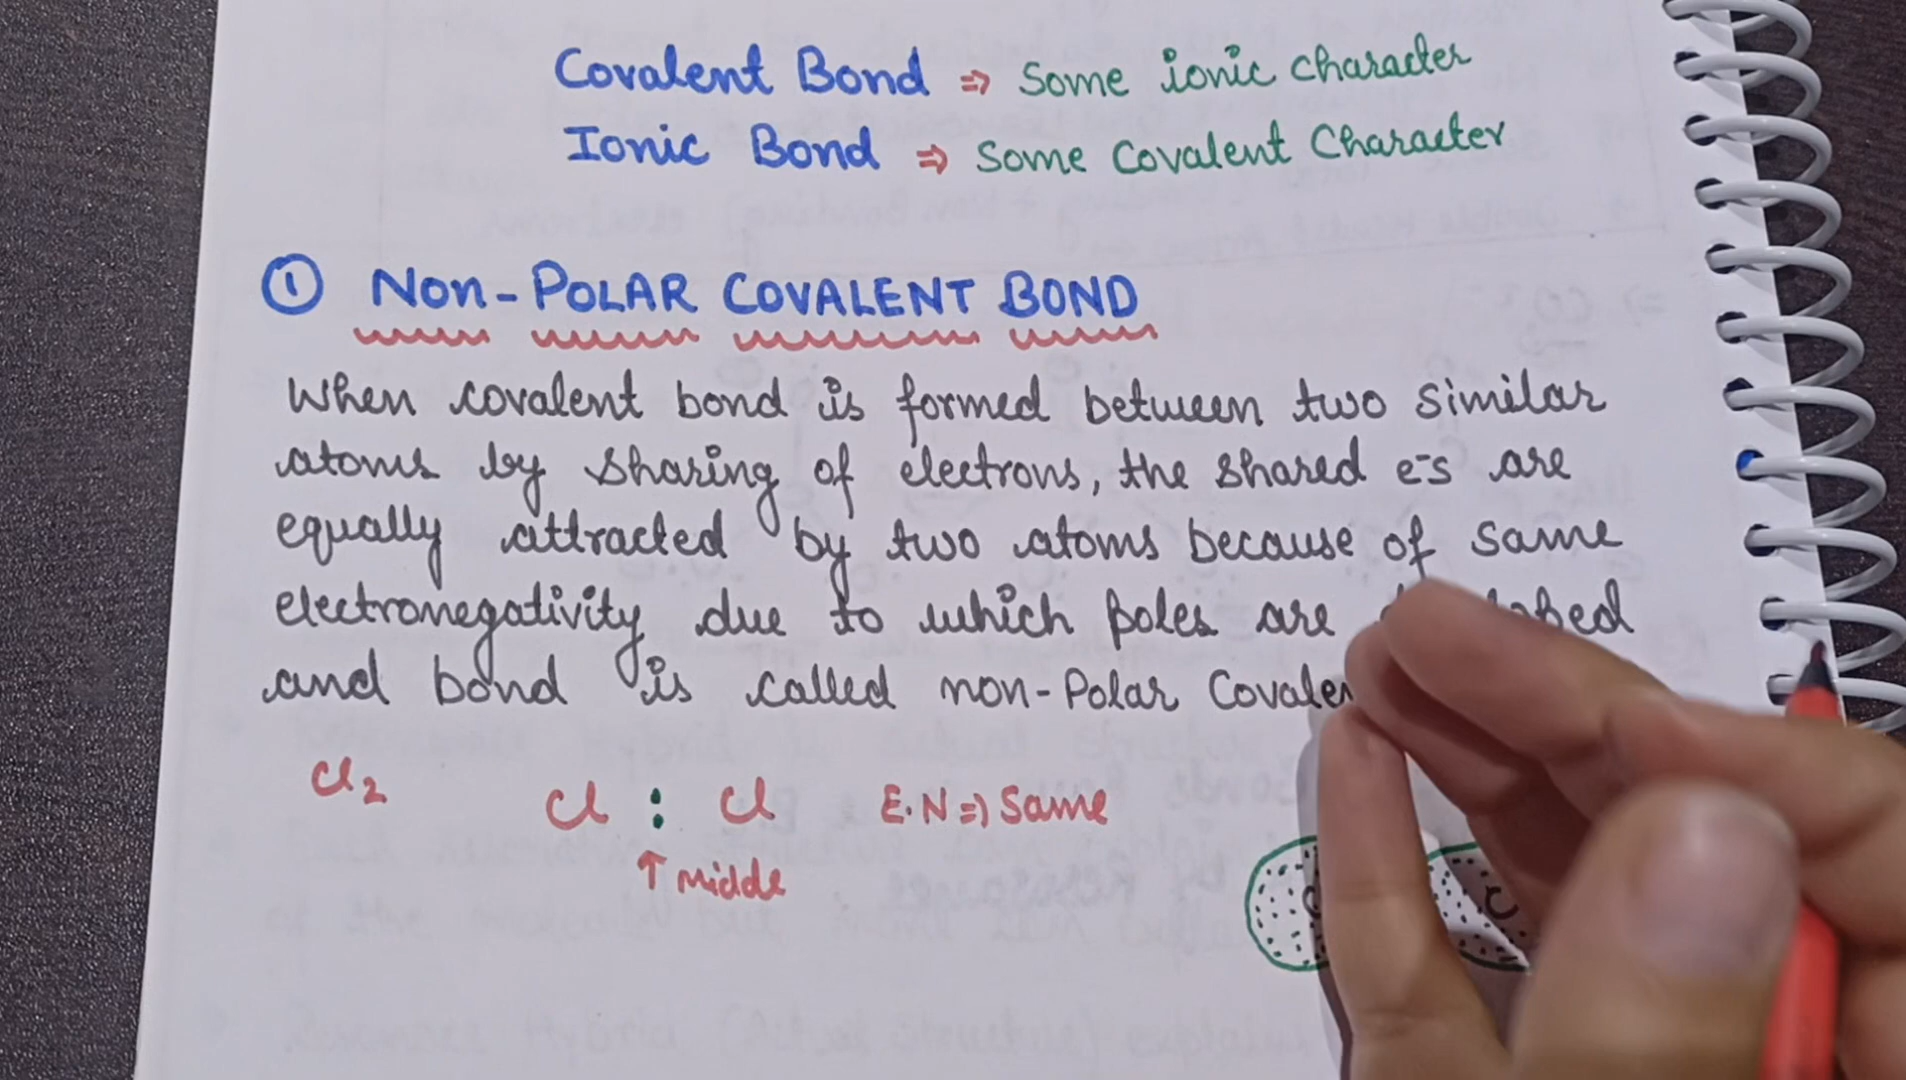 Covalent Bond ⇒ Some ionic character
Ionic Bond ⇒ Some Covalent Character
① NON-POLAR COVALENT BOND
When covalent bond is formed between two similar
atoms by sharing of electrons, the shared e⁻s are
equally attracted by two atoms because of same
electronegativity due to which poles are
and bond is called non-Polar
Cl₂ Cl : Cl E.N ⇒ Same
↑ Midde